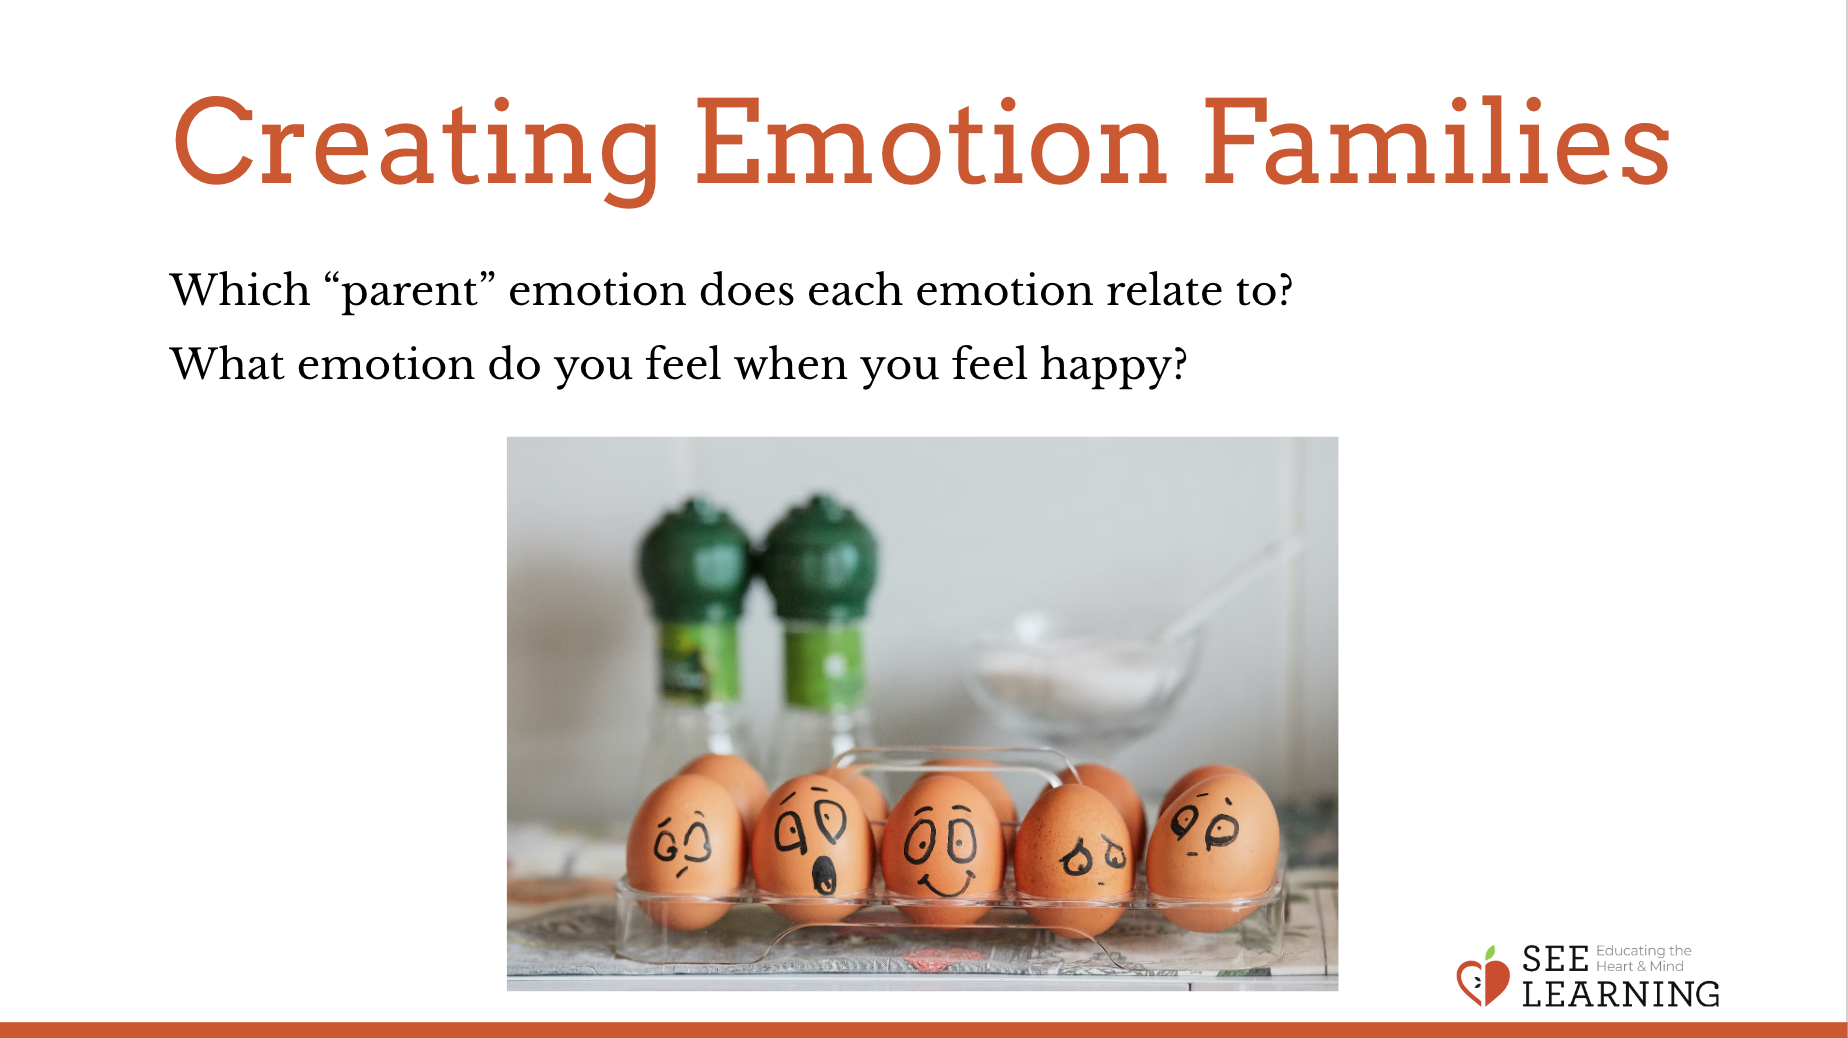 Creating Emotion Families
Which “parent” emotion does each emotion relate to?
What emotion do you feel when you feel happy?
SEE Educating the
Heart & Mind
LEARNING